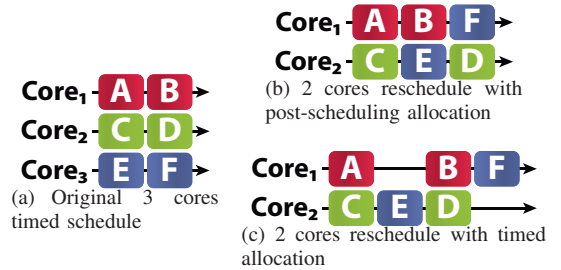 Core₁ A B
Core₂ C D
Core₃ E F
(a) Original 3 cores
timed schedule
Core₁ A B F
Core₂ C E D
(b) 2 cores reschedule with
post-scheduling allocation
Core₁ A B F
Core₂ C E D
(c) 2 cores reschedule with timed
allocation